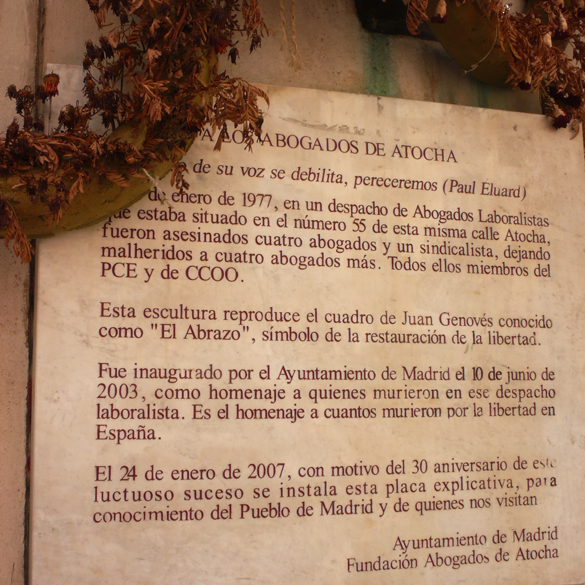 A LOS ABOGADOS DE ATOCHA
de su voz se debilita, pereceremos (Paul Eluard)
de enero de 1977, en un despacho de Abogados Laboralistas
que estaba situado en el número 55 de esta misma calle Atocha,
fueron asesinados cuatro abogados y un sindicalista, dejando
malheridos a cuatro abogados más. Todos ellos miembros del
PCE y de CCOO.
Esta escultura reproduce el cuadro de Juan Genovés conocido
como "El Abrazo", símbolo de la restauración de la libertad.
Fue inaugurado por el Ayuntamiento de Madrid el 10 de junio de
2003, como homenaje a quienes murieron en ese despacho
laboralista. Es el homenaje a cuantos murieron por la libertad en
España.
El 24 de enero de 2007, con motivo del 30 aniversario de este
luctuoso suceso se instala esta placa explicativa, para
conocimiento del Pueblo de Madrid y de quienes nos visitan
Ayuntamiento de Madrid
Fundación Abogados de Atocha